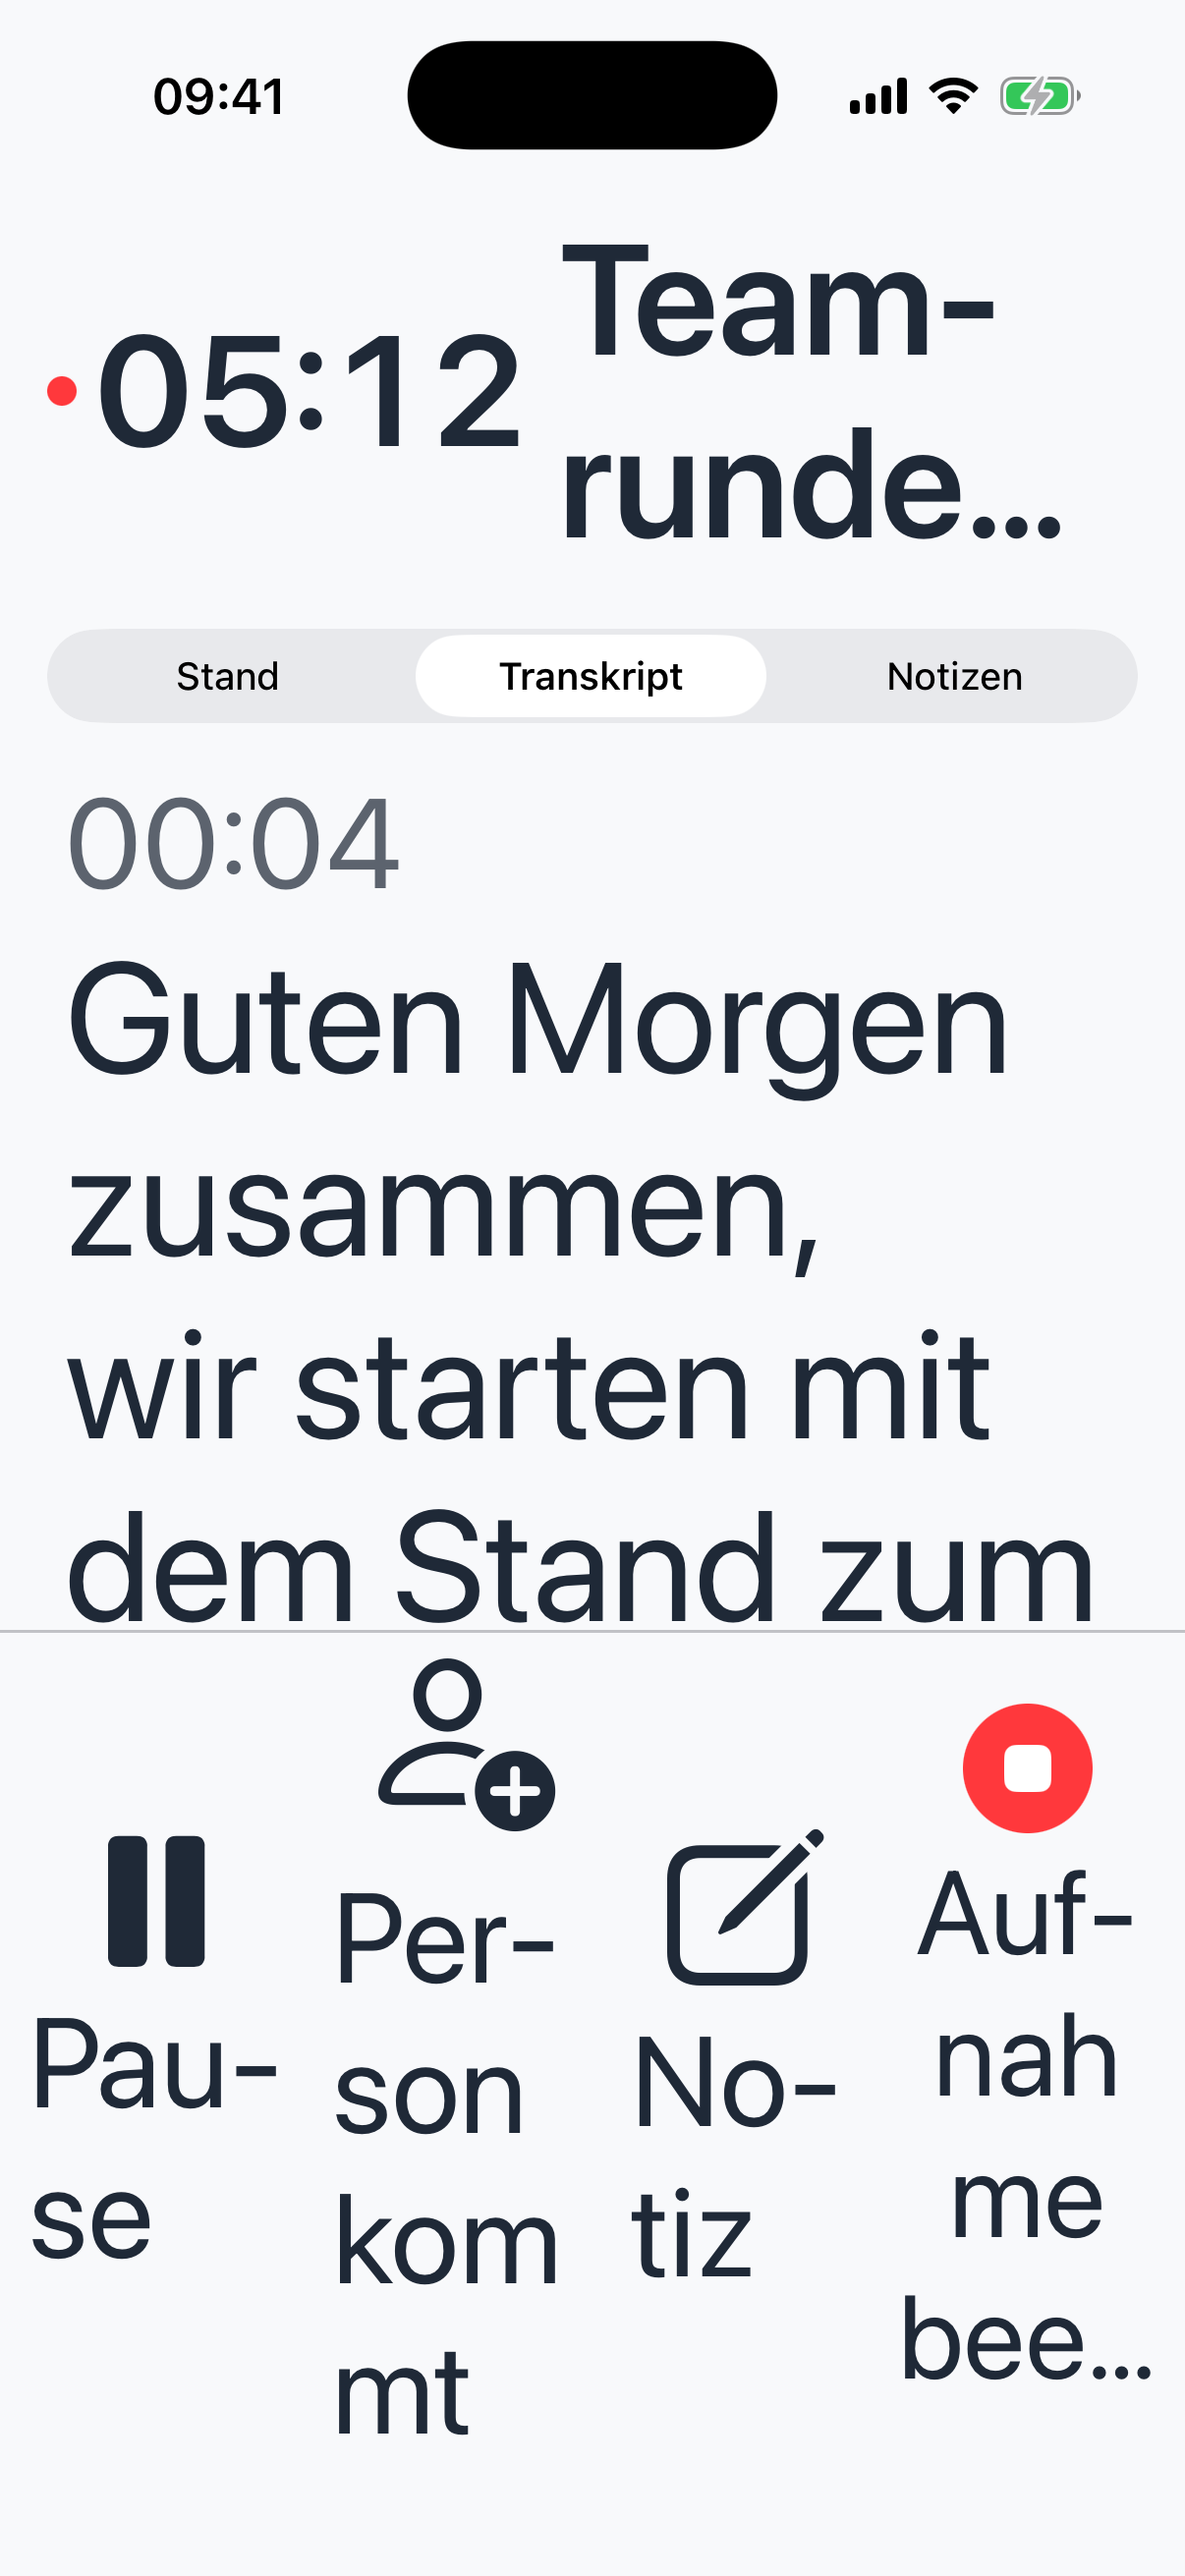 09:41
05:12
Team-
runde...
Stand
Transkript
Notizen
00:04
Guten Morgen
zusammen,
wir starten mit
dem Stand zum
Pau-
se
Per-
son
kom
mt
No-
tiz
Auf-
nah
me
bee...